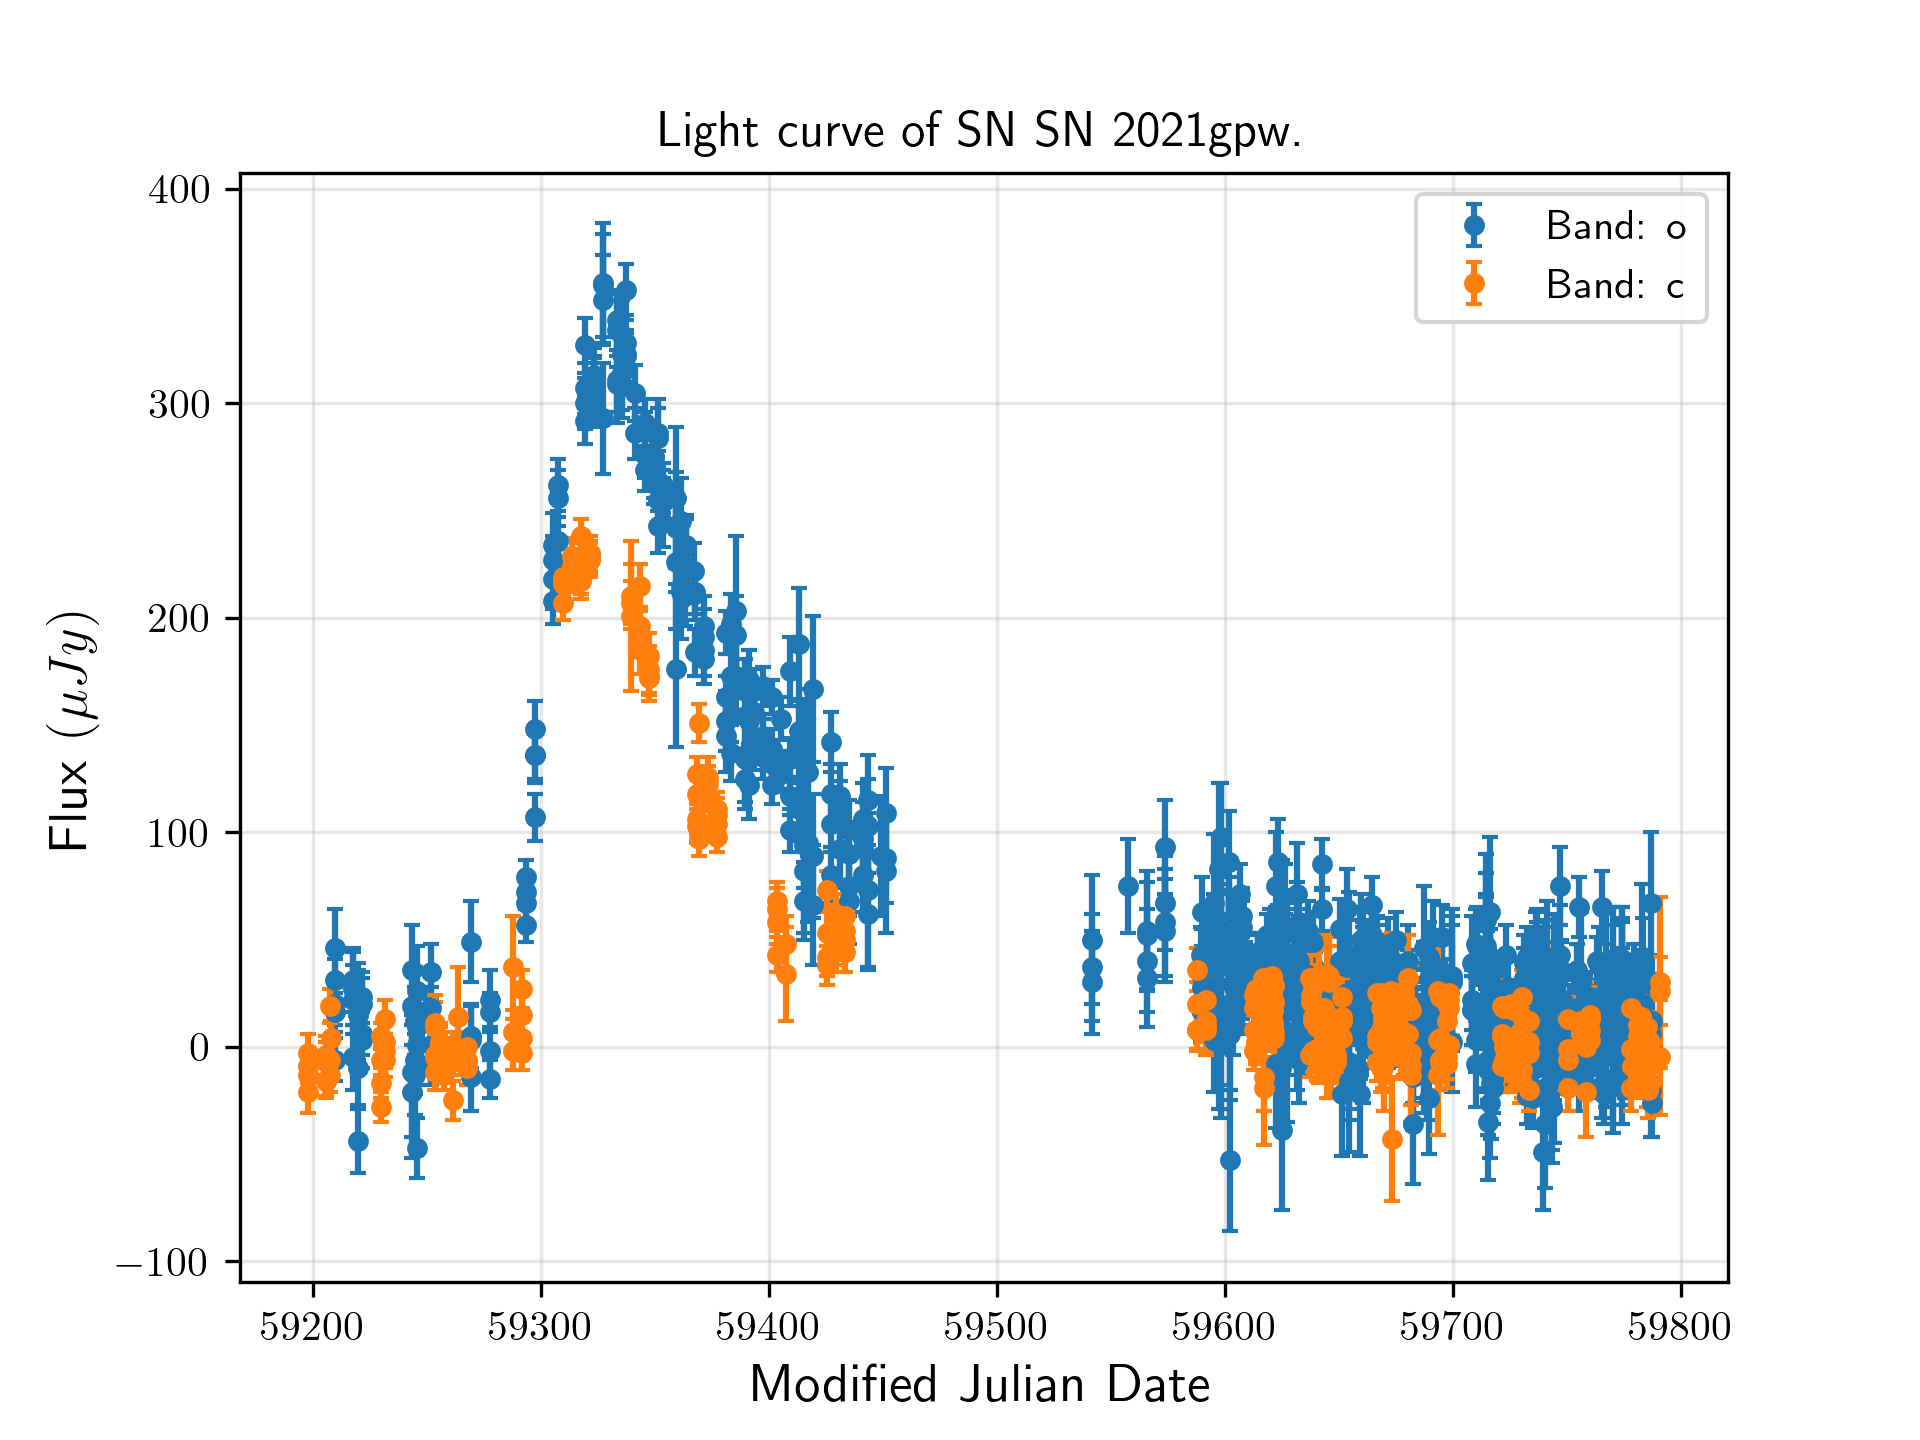 Light curve of SN SN 2021gpw.
400
300
200
100
0
−100
Flux (μJy)
Band: o
Band: c
59200 59300 59400 59500 59600 59700 59800
Modified Julian Date